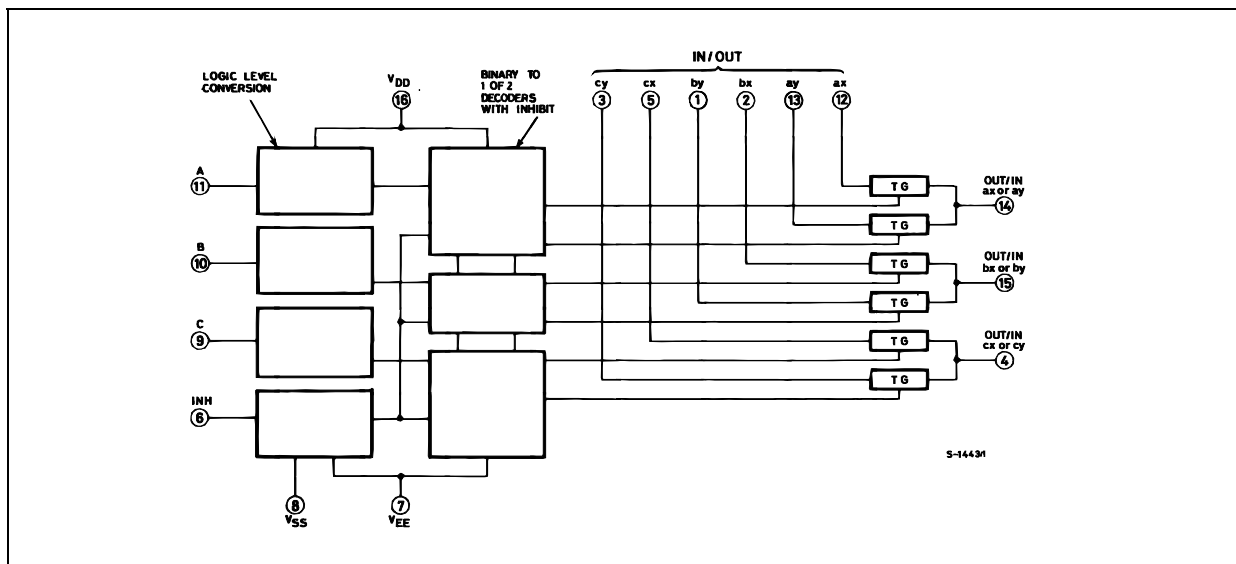 IN/OUT
LOGIC LEVEL
CONVERSION
VDD
16
BINARY TO
1 OF 2
DECODERS
WITH INHIBIT
cy cx by bx ay ax
3 5 1 2 13 12
A
11
TG
OUT/IN
ax or ay
14
TG
B
10
TG
OUT/IN
bx or by
15
TG
C
9
TG
OUT/IN
cx or cy
4
TG
INH
6
8
VSS
7
VEE
S-1443/1